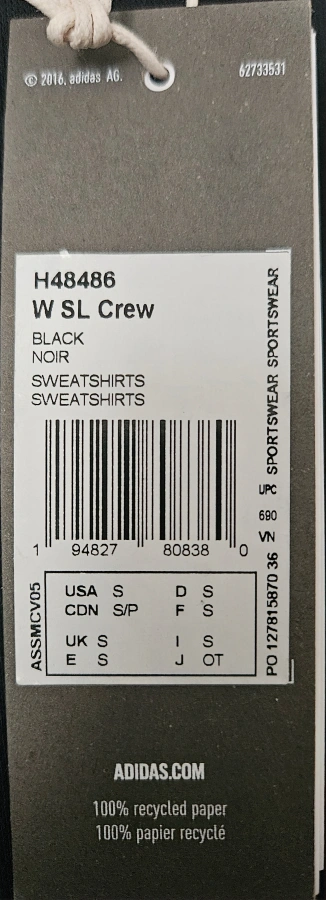 © 2016, adidas AG.
62733531
H48486
W SL Crew
BLACK
NOIR
SWEATSHIRTS
SWEATSHIRTS
1 94827 80838 0
USA S D S
CDN S/P F S
UK S I S
E S J OT
ASSMCV05
SPORTSWEAR SPORTSWEAR
UPC
680
VN
PO 127815870 36
ADIDAS.COM
100% recycled paper
100% papier recyclé